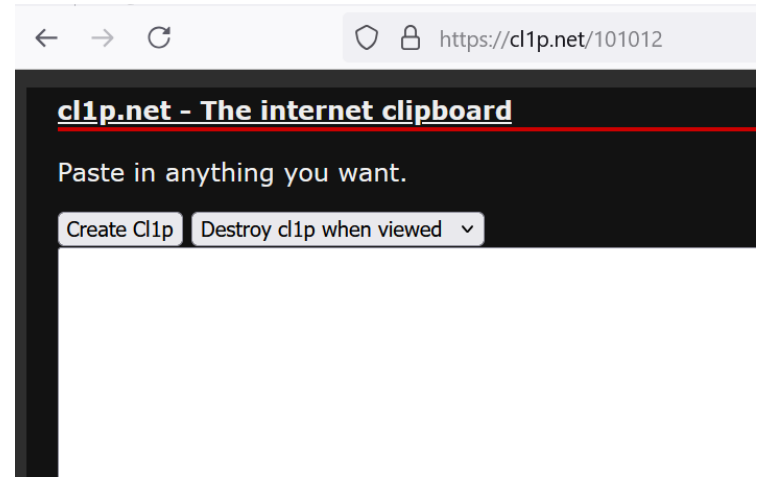 https://cl1p.net/101012
cl1p.net - The internet clipboard
Paste in anything you want.
Create Cl1p Destroy cl1p when viewed